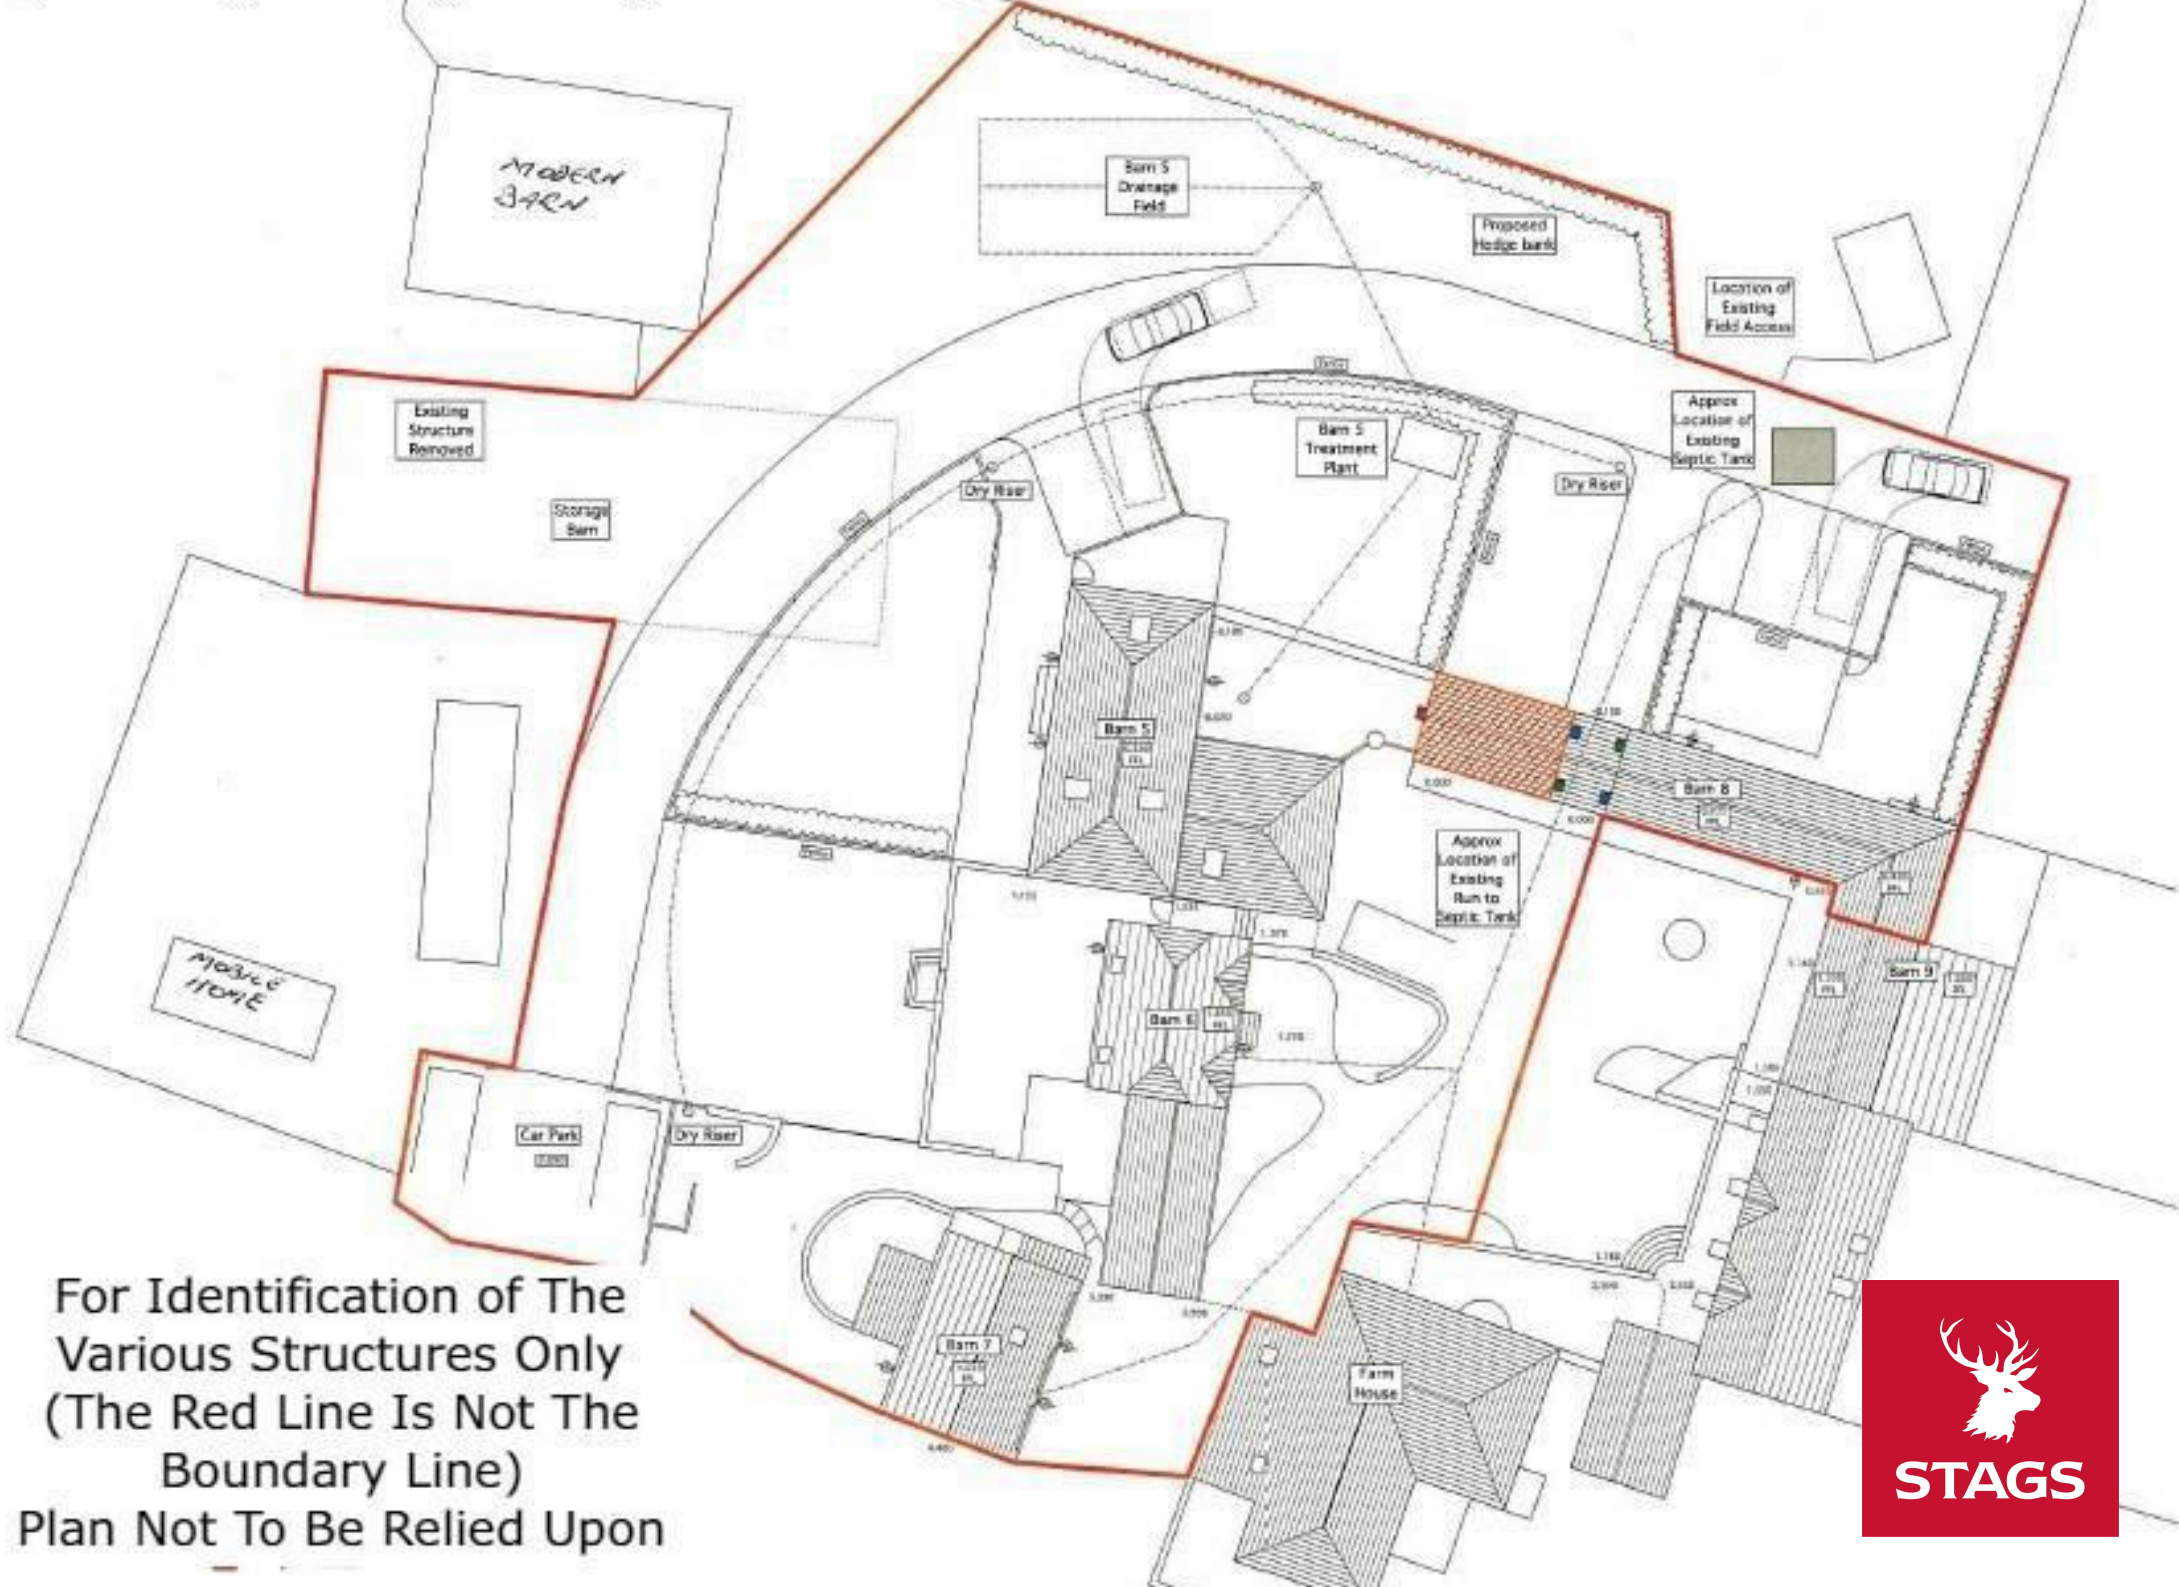 MODERN
BARN
Barn 5
Drainage
Field
Proposed
Hedge bank
Location of
Existing
Field Access
Existing
Structure
Removed
Storage
Barn
Approx
Location of
Existing
Septic Tank
Barn 5
Treatment
Plant
Dry Riser
Dry Riser
Barn 5
Barn 8
Approx
Location of
Existing
Run to
Septic Tank
MOBILE
HOME
Barn 6
Barn 9
Car Park
Dry Riser
Barn 7
Farm
House
For Identification of The
Various Structures Only
(The Red Line Is Not The
Boundary Line)
Plan Not To Be Relied Upon
STAGS